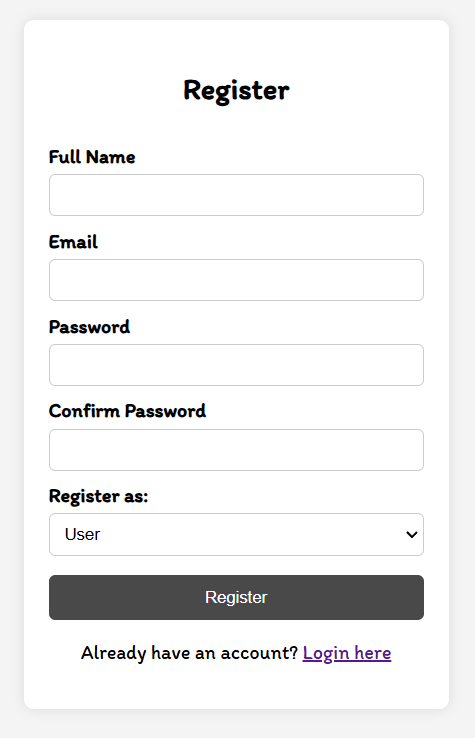 Register
Full Name
Email
Password
Confirm Password
Register as:
User
Register
Already have an account? Login here